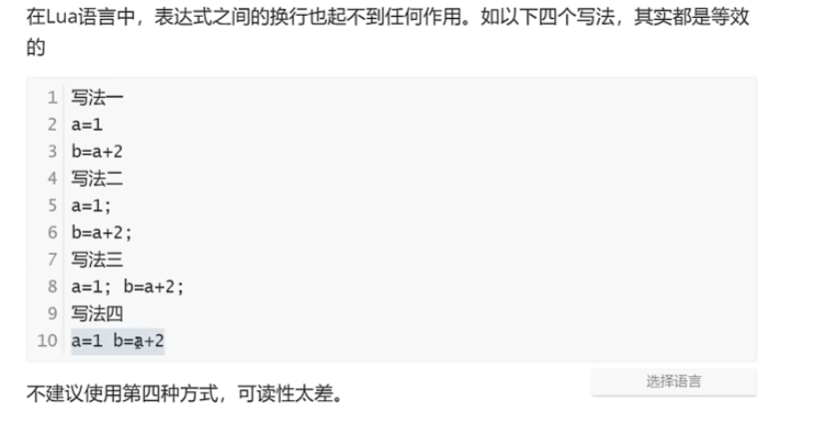 在Lua语言中，表达式之间的换行也起不到任何作用。如以下四个写法，其实都是等效
的
1 写法一
2 a=1
3 b=a+2
4 写法二
5 a=1;
6 b=a+2;
7 写法三
8 a=1; b=a+2;
9 写法四
10 a=1 b=a+2
选择语言
不建议使用第四种方式，可读性太差。